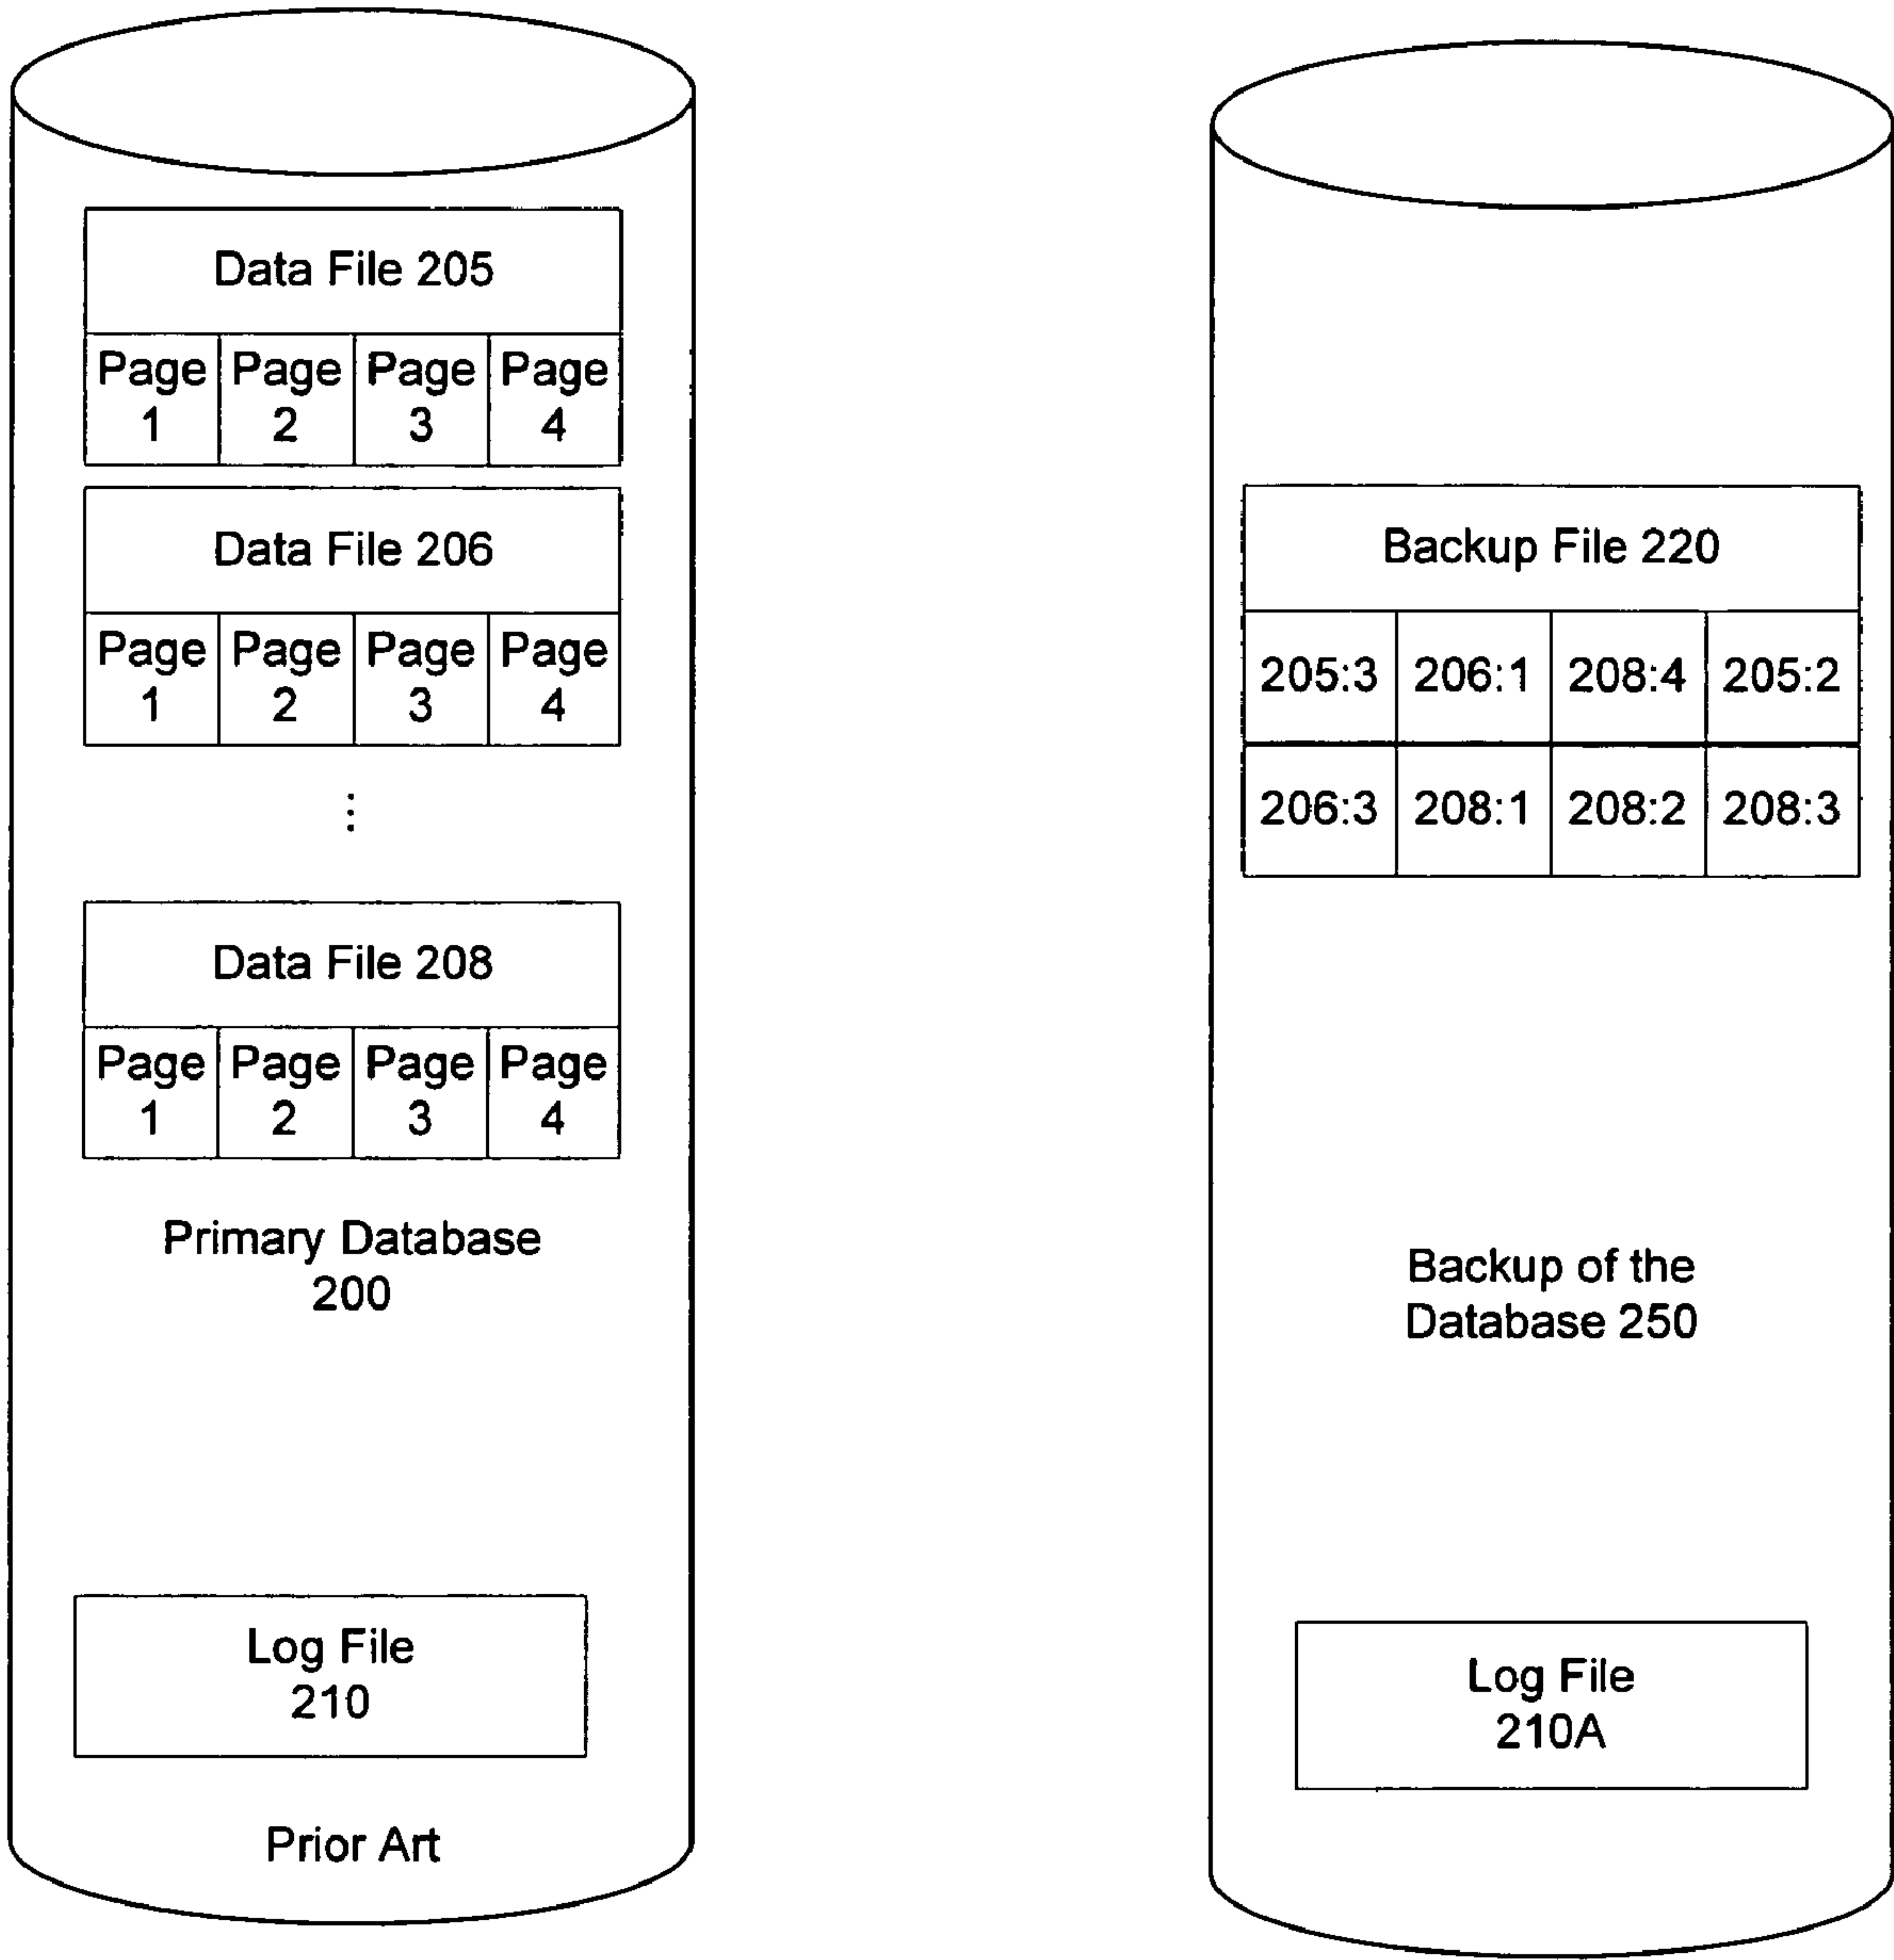 Data File 205
Page Page Page Page
1 2 3 4
Data File 206
Page Page Page Page
1 2 3 4
⋮
Data File 208
Page Page Page Page
1 2 3 4
Primary Database
200
Log File
210
Prior Art
Backup File 220
205:3 206:1 208:4 205:2
206:3 208:1 208:2 208:3
Backup of the
Database 250
Log File
210A